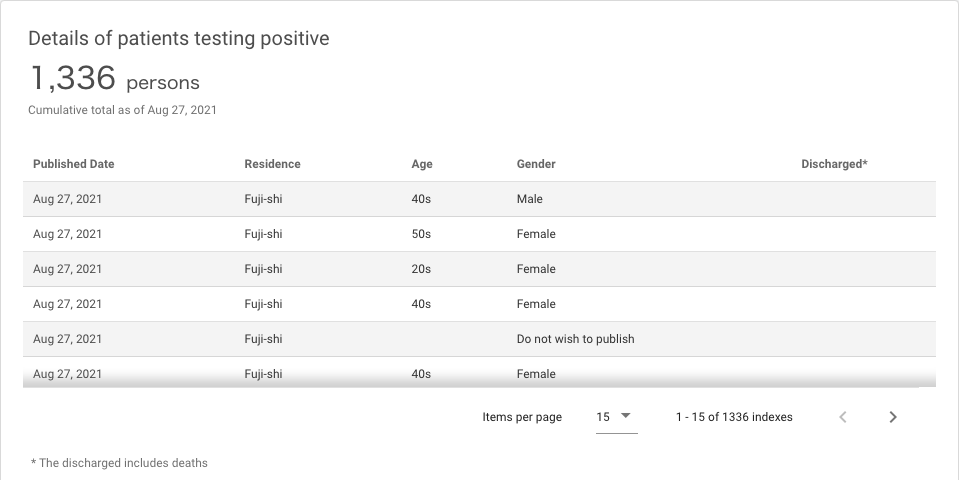 Details of patients testing positive
1,336 persons
Cumulative total as of Aug 27, 2021
Published Date Residence Age Gender Discharged*
Aug 27, 2021 Fuji-shi 40s Male
Aug 27, 2021 Fuji-shi 50s Female
Aug 27, 2021 Fuji-shi 20s Female
Aug 27, 2021 Fuji-shi 40s Female
Aug 27, 2021 Fuji-shi Do not wish to publish
Aug 27, 2021 Fuji-shi 40s Female
Items per page 15 1 - 15 of 1336 indexes
* The discharged includes deaths